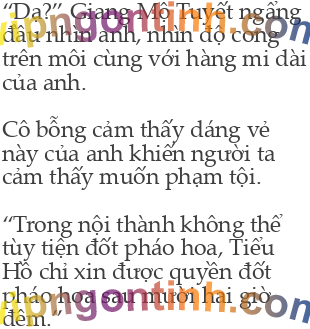 “Dạ?” Giang Mộ Tuyết ngẩng
đầu nhìn anh, nhìn độ cong
trên môi cùng với hàng mi dài
của anh.
Cô bỗng cảm thấy dáng vẻ
này của anh khiến người ta
cảm thấy muốn phạm tội.
“Trong nội thành không thể
tùy tiện đốt pháo hoa, Tiểu
Hồ chỉ xin được quyền đốt
pháo hoa sau mười hai giờ
đêm.”